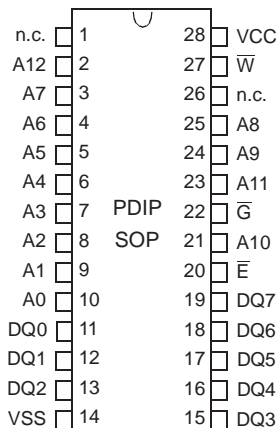 n.c. 1 28 VCC
A12 2 27 W̅
A7 3 26 n.c.
A6 4 25 A8
A5 5 24 A9
A4 6 23 A11
A3 7 PDIP 22 G̅
A2 8 SOP 21 A10
A1 9 20 E̅
A0 10 19 DQ7
DQ0 11 18 DQ6
DQ1 12 17 DQ5
DQ2 13 16 DQ4
VSS 14 15 DQ3